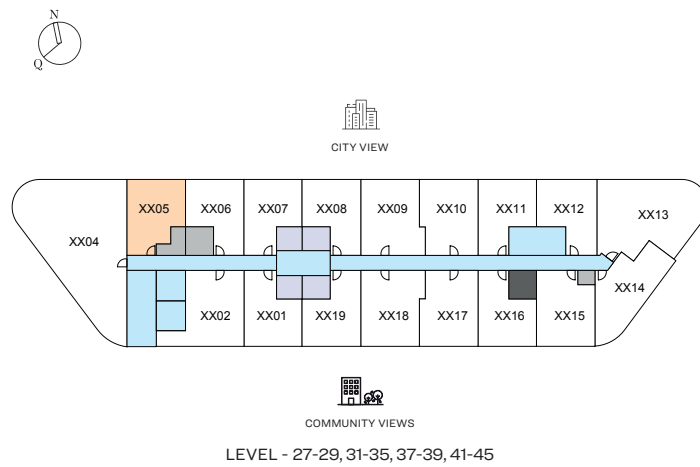 N
Q
CITY VIEW
XX05 XX06 XX07 XX08 XX09 XX10 XX11 XX12
XX13
XX04
XX14
XX02 XX01 XX19 XX18 XX17 XX16 XX15
COMMUNITY VIEWS
LEVEL - 27-29, 31-35, 37-39, 41-45